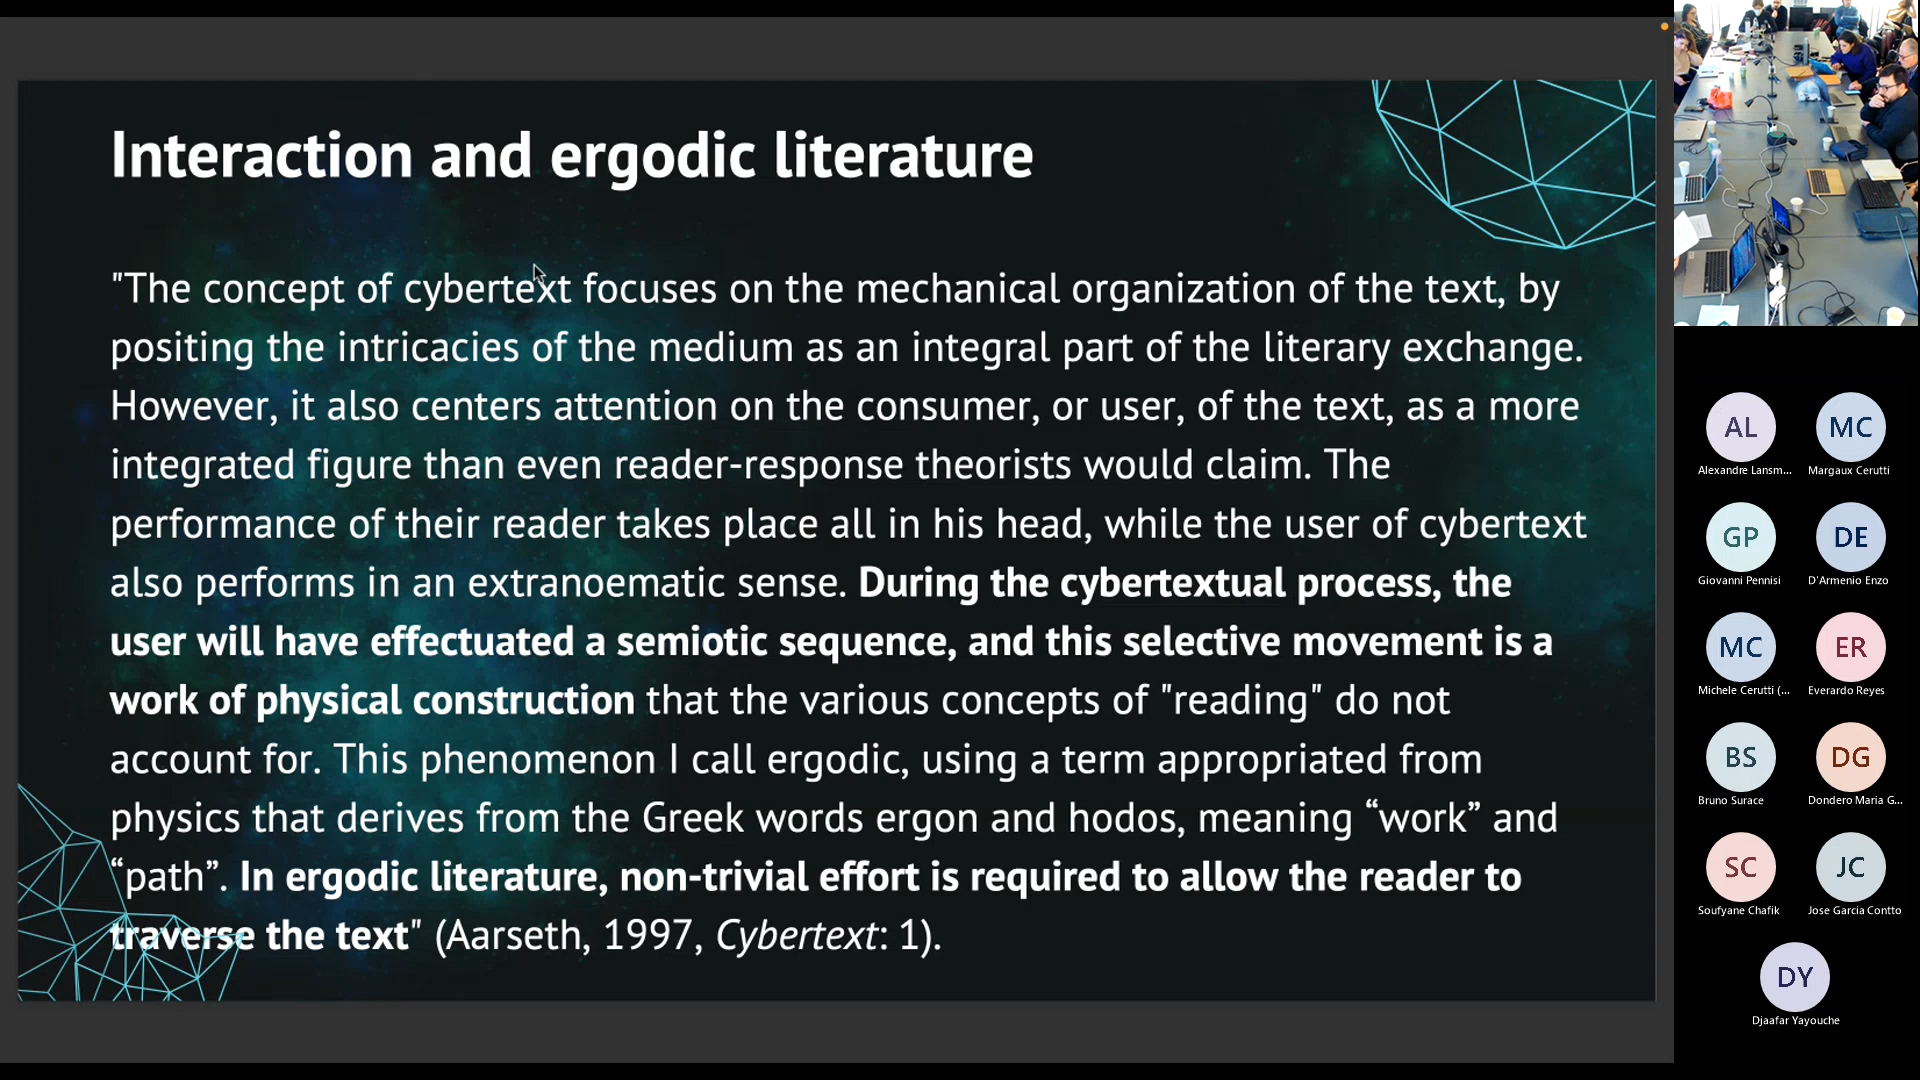 Interaction and ergodic literature
"The concept of cybertext focuses on the mechanical organization of the text, by
positing the intricacies of the medium as an integral part of the literary exchange.
However, it also centers attention on the consumer, or user, of the text, as a more
integrated figure than even reader-response theorists would claim. The
performance of their reader takes place all in his head, while the user of cybertext
also performs in an extranoematic sense. During the cybertextual process, the
user will have effectuated a semiotic sequence, and this selective movement is a
work of physical construction that the various concepts of "reading" do not
account for. This phenomenon I call ergodic, using a term appropriated from
physics that derives from the Greek words ergon and hodos, meaning “work” and
“path”. In ergodic literature, non-trivial effort is required to allow the reader to
traverse the text" (Aarseth, 1997, Cybertext: 1).
AL
Alexandre Lansm...
MC
Margaux Cerutti
GP
Giovanni Pennisi
DE
D'Armenio Enzo
MC
Michele Cerutti (...
ER
Everardo Reyes
BS
Bruno Surace
DG
Dondero Maria G...
SC
Soufyane Chafik
JC
Jose Garcia Contto
DY
Djaafar Yayouche